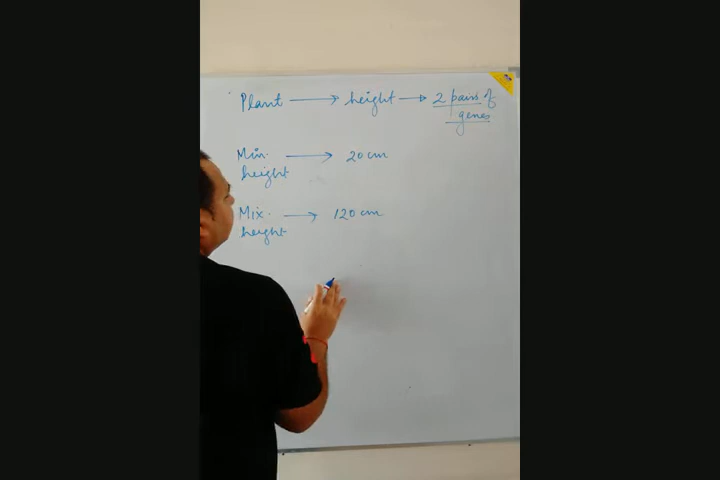 Plant → height → 2 pairs of
genes
Min. → 20 cm
height
Mix. → 120 cm
height